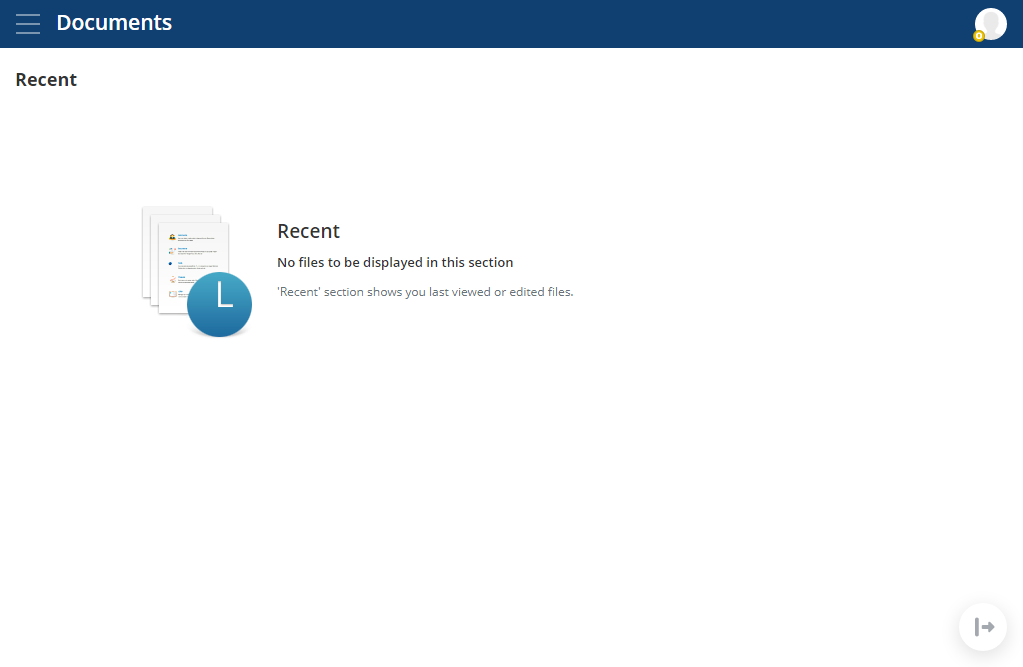 Documents
Recent
Recent
No files to be displayed in this section
'Recent' section shows you last viewed or edited files.